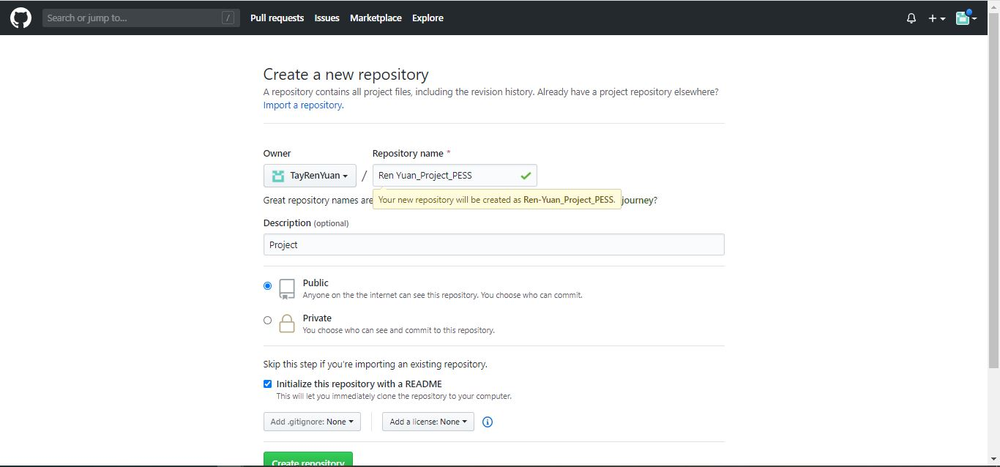 Search or jump to... / Pull requests Issues Marketplace Explore
Create a new repository
A repository contains all project files, including the revision history. Already have a project repository elsewhere?
Import a repository.
Owner Repository name *
TayRenYuan / Ren Yuan_Project_PESS
Great repository names are Your new repository will be created as Ren-Yuan_Project_PESS. journey?
Description (optional)
Project
Public
Anyone on the the internet can see this repository. You choose who can commit.
Private
You choose who can see and commit to this repository.
Skip this step if you're importing an existing repository.
Initialize this repository with a README
This will let you immediately clone the repository to your computer.
Add .gitignore: None Add a license: None
Create repository